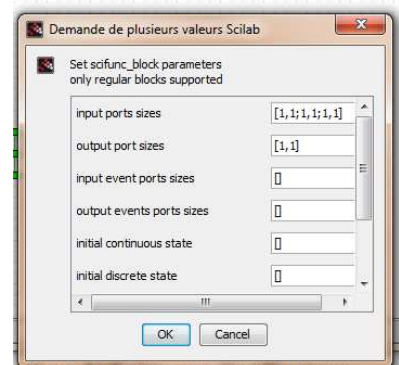 Demande de plusieurs valeurs Scilab
Set scifunc_block parameters
only regular blocks supported
input ports sizes [1,1;1,1;1,1]
output port sizes [1,1]
input event ports sizes []
output events ports sizes []
initial continuous state []
initial discrete state []
OK Cancel